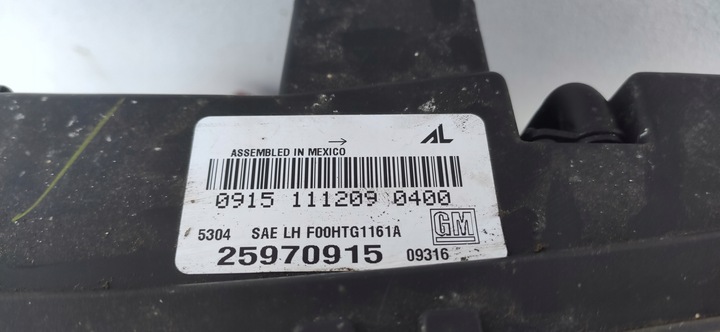 AL
ASSEMBLED IN MEXICO
0915 111209 0400
5304 SAE LH F00HTG1161A
GM
25970915 09316